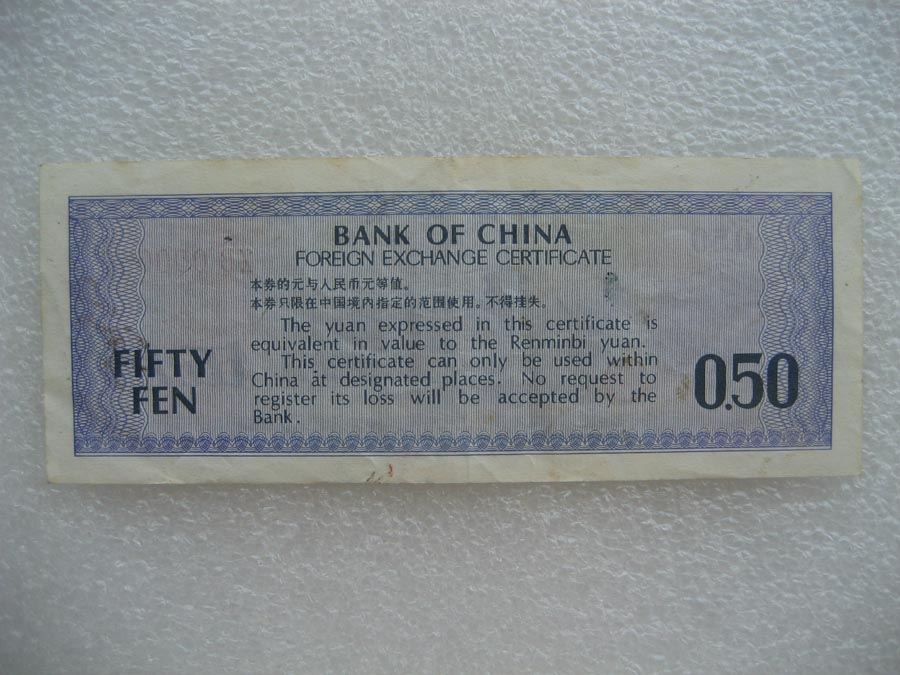 BANK OF CHINA
FOREIGN EXCHANGE CERTIFICATE
本券的元与人民币元等值。
本券只限在中国境内指定的范围使用。不得挂失。
The yuan expressed in this certificate is
equivalent in value to the Renminbi yuan.
This certificate can only be used within
China at designated places. No request to
register its loss will be accepted by the
Bank.
FIFTY
FEN
0.50